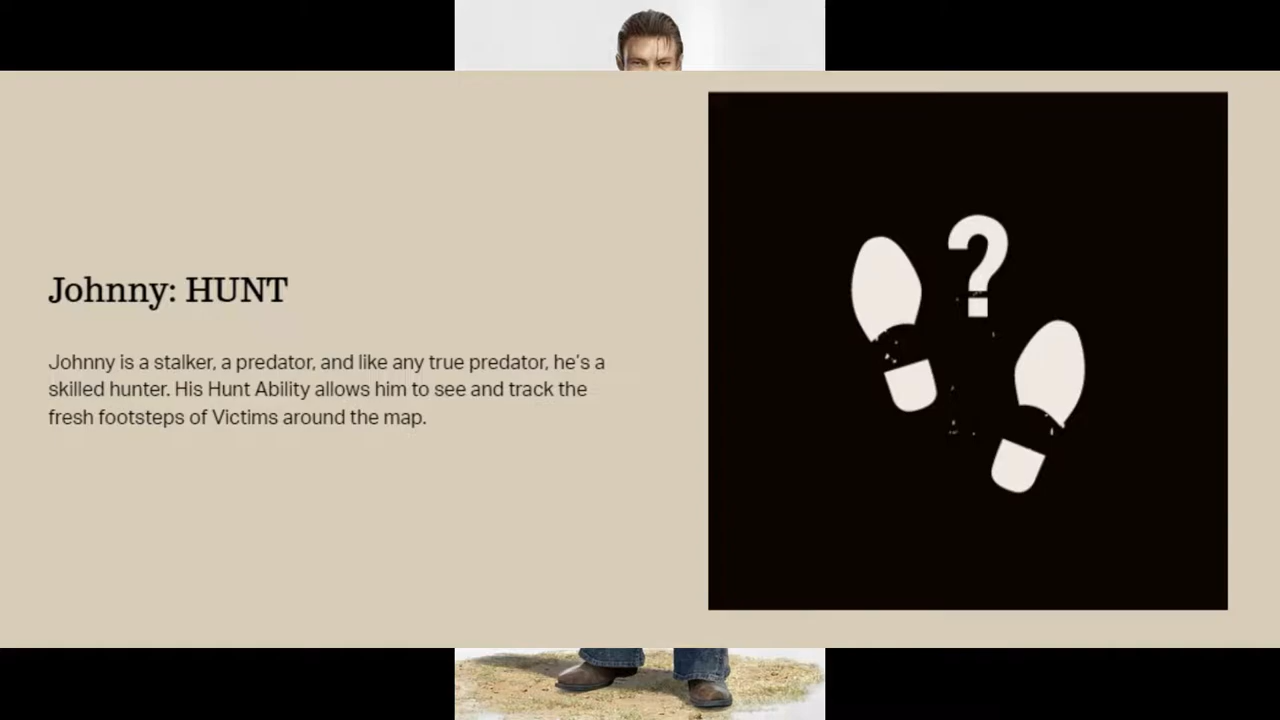 Johnny: HUNT
Johnny is a stalker, a predator, and like any true predator, he's a
skilled hunter. His Hunt Ability allows him to see and track the
fresh footsteps of Victims around the map.
?